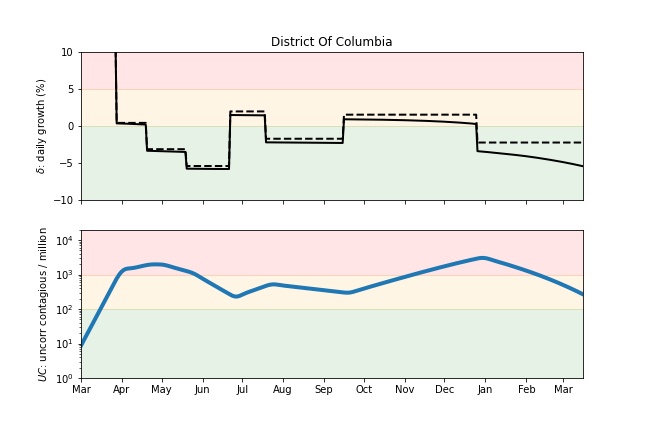 District Of Columbia
δ: daily growth (%)
10
5
0
−5
−10
UC: uncorr contagious / million
10⁴
10³
10²
10¹
10⁰
Mar Apr May Jun Jul Aug Sep Oct Nov Dec Jan Feb Mar